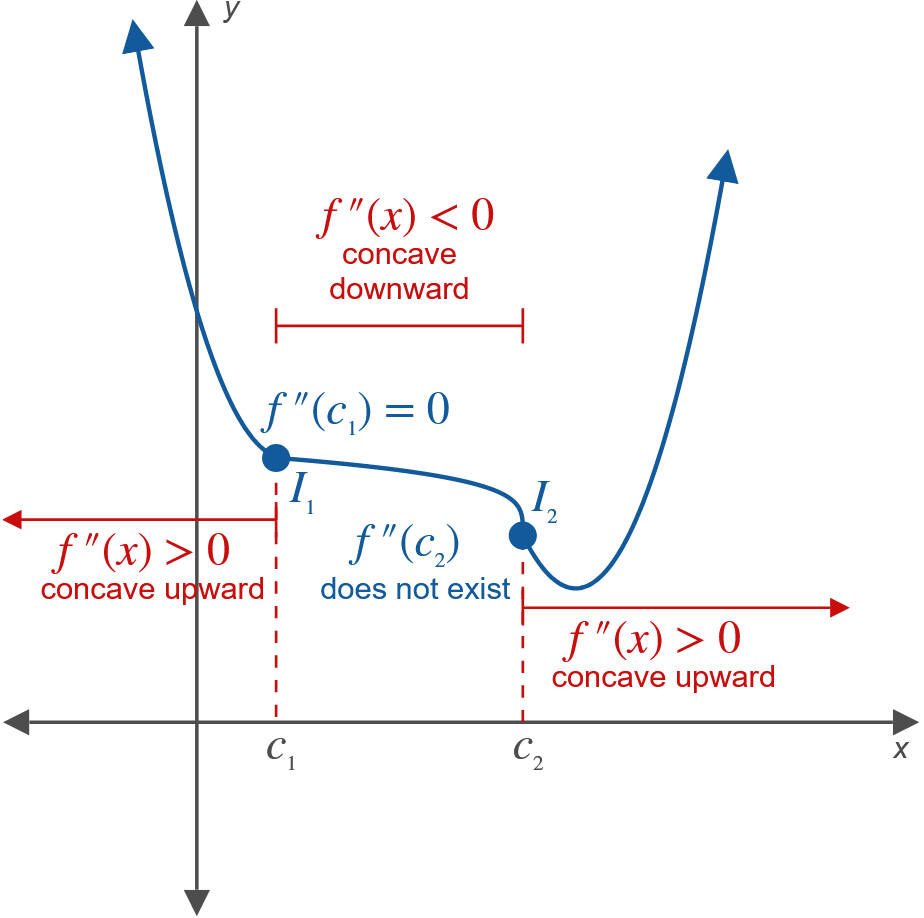 y
f″(x) < 0
concave
downward
f″(c₁) = 0
I₁
I₂
f″(x) > 0
concave upward
f″(c₂)
does not exist
f″(x) > 0
concave upward
c₁
c₂
x